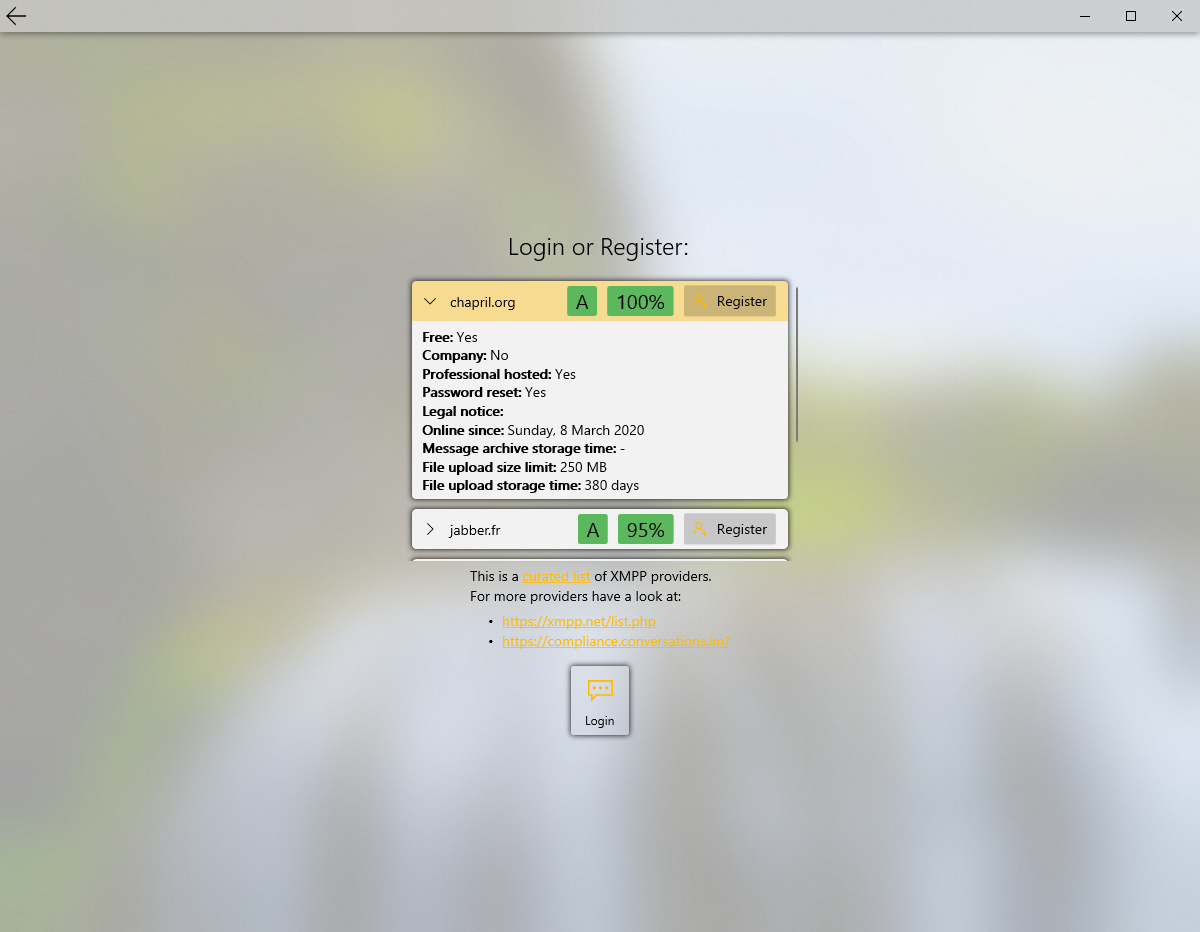 Login or Register:
chapril.org A 100% Register
Free: Yes
Company: No
Professional hosted: Yes
Password reset: Yes
Legal notice:
Online since: Sunday, 8 March 2020
Message archive storage time: -
File upload size limit: 250 MB
File upload storage time: 380 days
jabber.fr A 95% Register
This is a curated list of XMPP providers.
For more providers have a look at:
• https://xmpp.net/list.php
• https://compliance.conversations.im/
Login